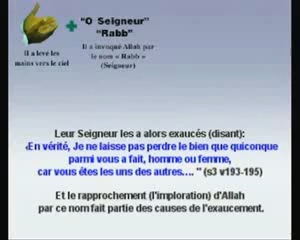 + "O Seigneur"
"Rabb"
Il a levé les
mains vers le ciel
Il a invoqué Allah par
le nom « Rabb »
(Seigneur)
Leur Seigneur les a alors exaucés (disant):
«En vérité, Je ne laisse pas perdre le bien que quiconque
parmi vous a fait, homme ou femme,
car vous êtes les uns des autres.... " (s3 v193-195)
Et le rapprochement (l'imploration) d'Allah
par ce nom fait partie des causes de l'exaucement.